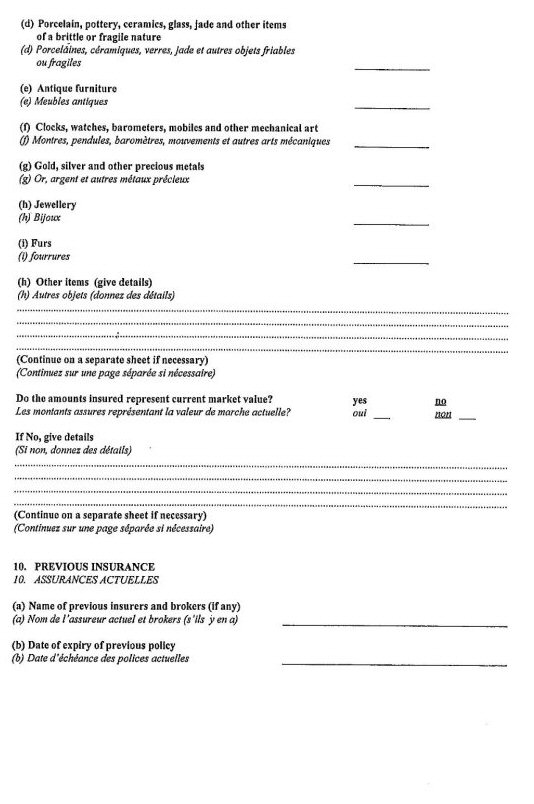 (d) Porcelain, pottery, ceramics, glass, jade and other items
of a brittle or fragile nature
(d) Porcelaines, céramiques, verres, jade et autres objets friables
ou fragiles
(e) Antique furniture
(e) Meubles antiques
(f) Clocks, watches, barometers, mobiles and other mechanical art
(f) Montres, pendules, baromètres, mouvements et autres arts mécaniques
(g) Gold, silver and other precious metals
(g) Or, argent et autres métaux précieux
(h) Jewellery
(h) Bijoux
(i) Furs
(i) fourrures
(h) Other items (give details)
(h) Autres objets (donnez des détails)
(Continue on a separate sheet if necessary)
(Continuez sur une page séparée si nécessaire)
Do the amounts insured represent current market value? yes no
Les montants assures représentant la valeur de marche actuelle? oui ___ non ___
If No, give details
(Si non, donnez des détails)
(Continue on a separate sheet if necessary)
(Continuez sur une page séparée si nécessaire)
10. PREVIOUS INSURANCE
10. ASSURANCES ACTUELLES
(a) Name of previous insurers and brokers (if any)
(a) Nom de l'assureur actuel et brokers (s'ils y en a)
(b) Date of expiry of previous policy
(b) Date d'échéance des polices actuelles